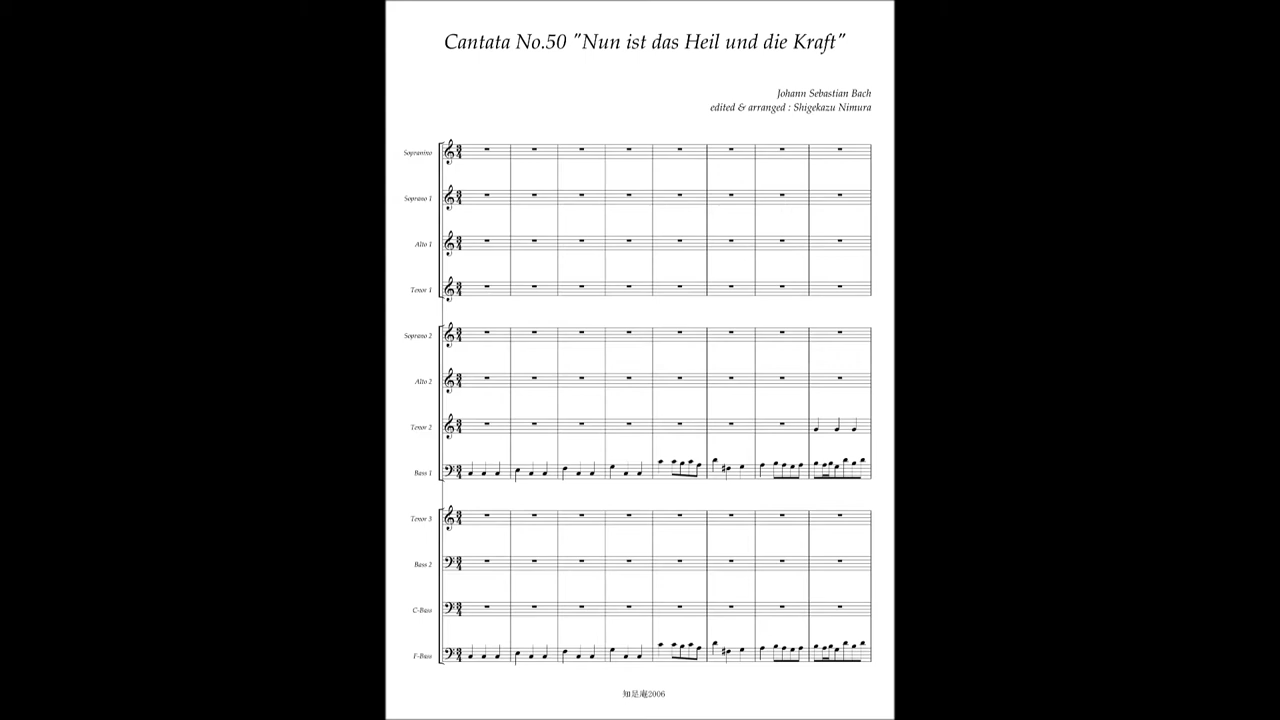 Cantata No.50 "Nun ist das Heil und die Kraft"
Johann Sebastian Bach
edited & arranged : Shigekazu Nimura
Sopranino
Soprano 1
Alto 1
Tenor 1
Soprano 2
Alto 2
Tenor 2
Bass 1
Tenor 3
Bass 2
C-Bass
F-Bass
知足庵2006